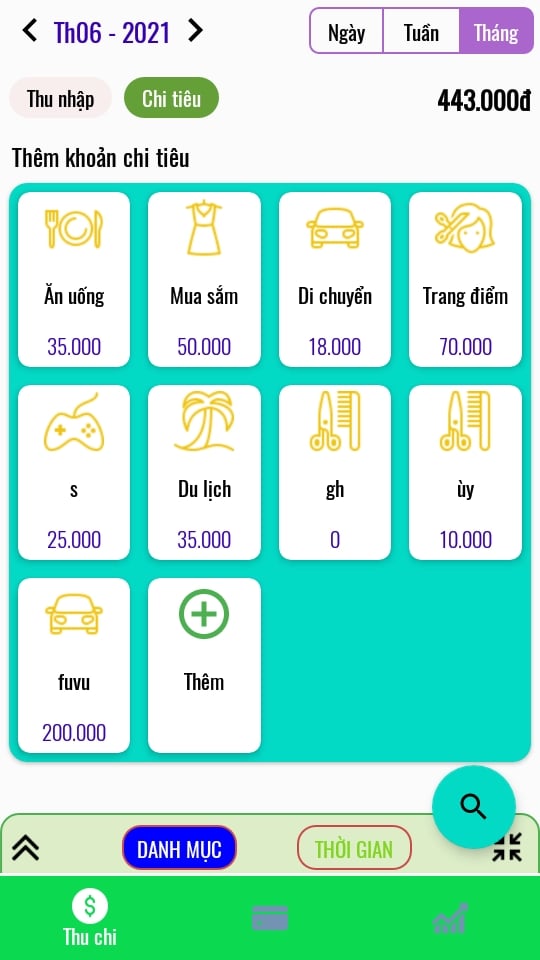 Th06 - 2021
Ngày
Tuần
Tháng
Thu nhập
Chi tiêu
443.000đ
Thêm khoản chi tiêu
Ăn uống
Mua sắm
Di chuyển
Trang điểm
35.000
50.000
18.000
70.000
s
Du lịch
gh
ùy
25.000
35.000
0
10.000
fuvu
Thêm
200.000
DANH MỤC
THỜI GIAN
Thu chi